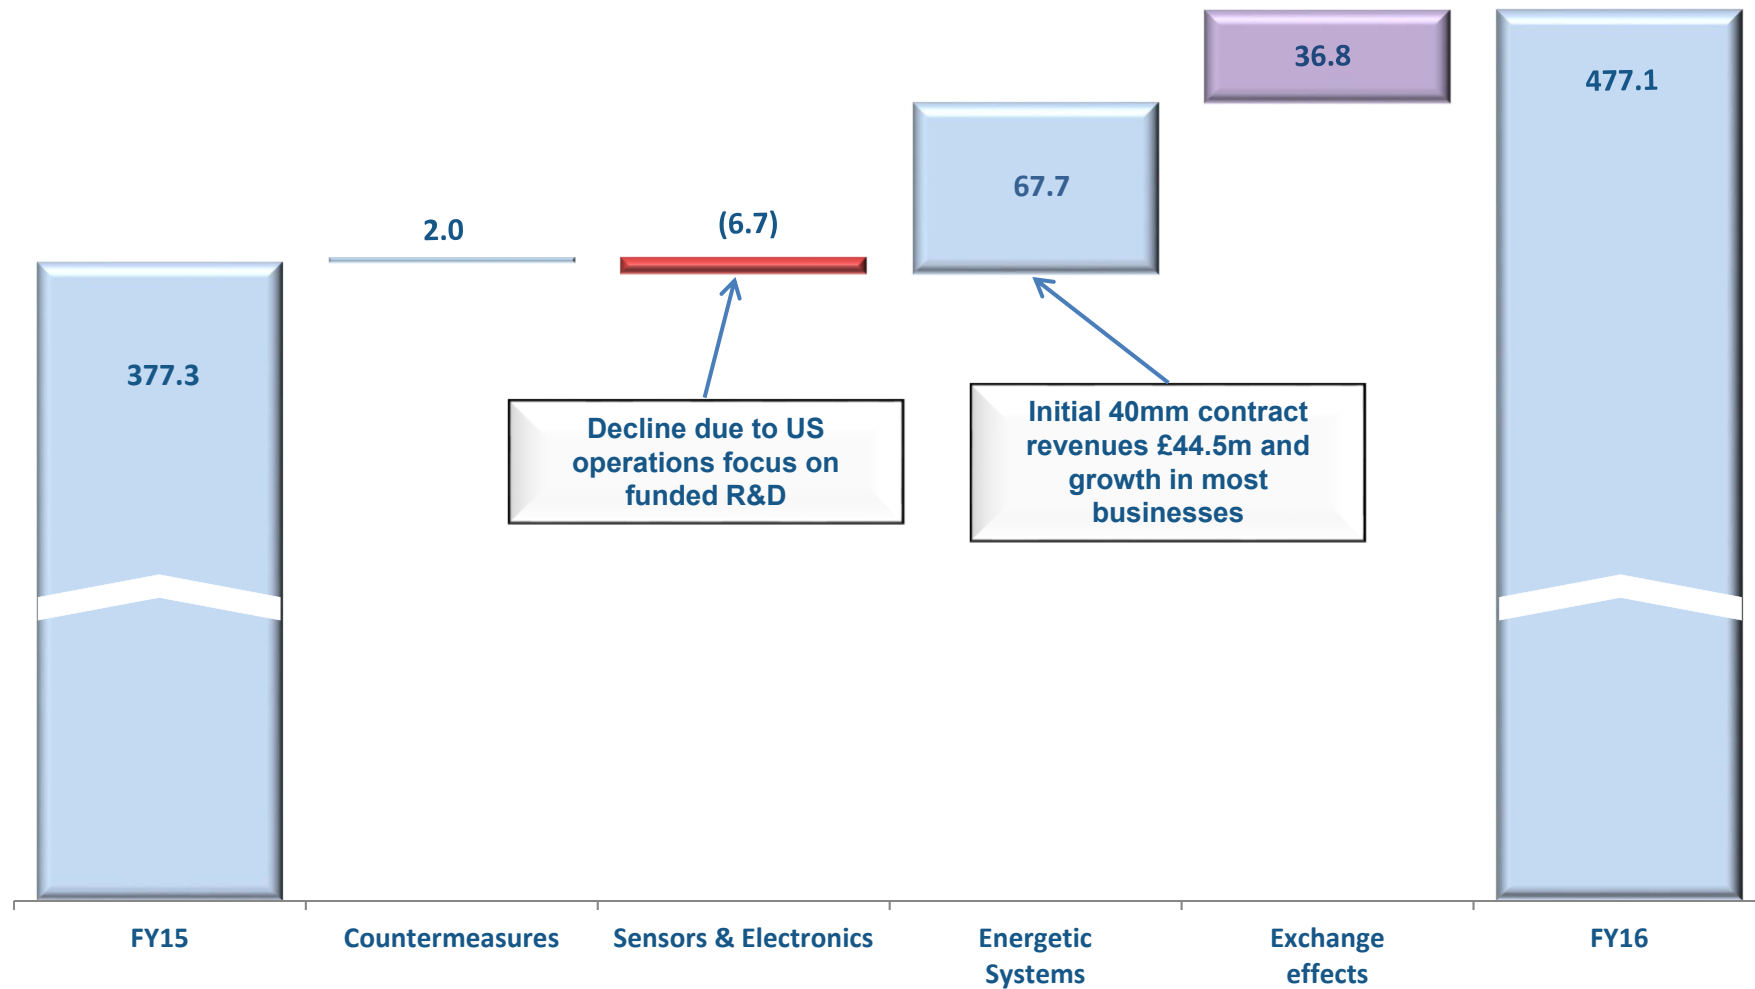 36.8
477.1
67.7
2.0
(6.7)
377.3
Decline due to US
operations focus on
funded R&D
Initial 40mm contract
revenues £44.5m and
growth in most
businesses
FY15
Countermeasures
Sensors & Electronics
Energetic
Systems
Exchange
effects
FY16